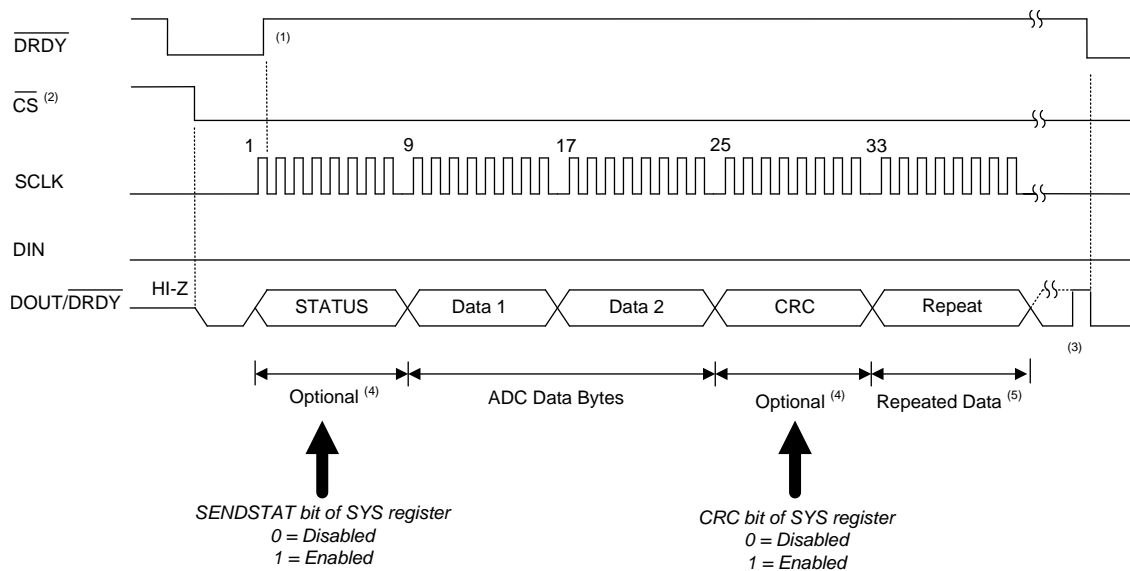 DRDY
(1)
CS (2)
1 9 17 25 33
SCLK
DIN
DOUT/DRDY
HI-Z
STATUS Data 1 Data 2 CRC Repeat
(3)
Optional (4) ADC Data Bytes Optional (4) Repeated Data (5)
SENDSTAT bit of SYS register
0 = Disabled
1 = Enabled
CRC bit of SYS register
0 = Disabled
1 = Enabled